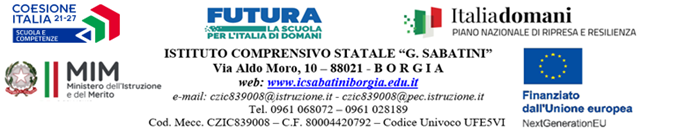 COESIONE
ITALIA 21-27
SCUOLA E
COMPETENZE
FUTURA
LA SCUOLA
PER L'ITALIA DI DOMANI
Italiadomani
PIANO NAZIONALE DI RIPRESA E RESILIENZA
MIM
Ministero dell'Istruzione
e del Merito
ISTITUTO COMPRENSIVO STATALE “G. SABATINI”
Via Aldo Moro, 10 – 88021 - B O R G I A
web: www.icsabatiniborgia.edu.it
e-mail: czic839008@istruzione.it - czic839008@pec.istruzione.it
Tel. 0961 068072 – 0961 028189
Cod. Mecc. CZIC839008 – C.F. 80004420792 – Codice Univoco UFE5VI
Finanziato
dall'Unione europea
NextGenerationEU